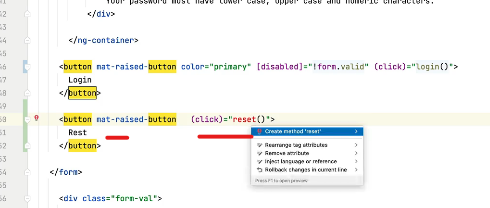 Your password must have lower case, upper case and numeric characters.
</div>
</ng-container>
<button mat-raised-button color="primary" [disabled]="!form.valid" (click)="login()">
Login
</button>
<button mat-raised-button (click)="reset()">
Rest
</button>
</form>
<div class="form-val">
Create method 'reset'
Rearrange tag attributes
Remove attribute
Inject language or reference
Rollback changes in current line
Press F1 to open preview